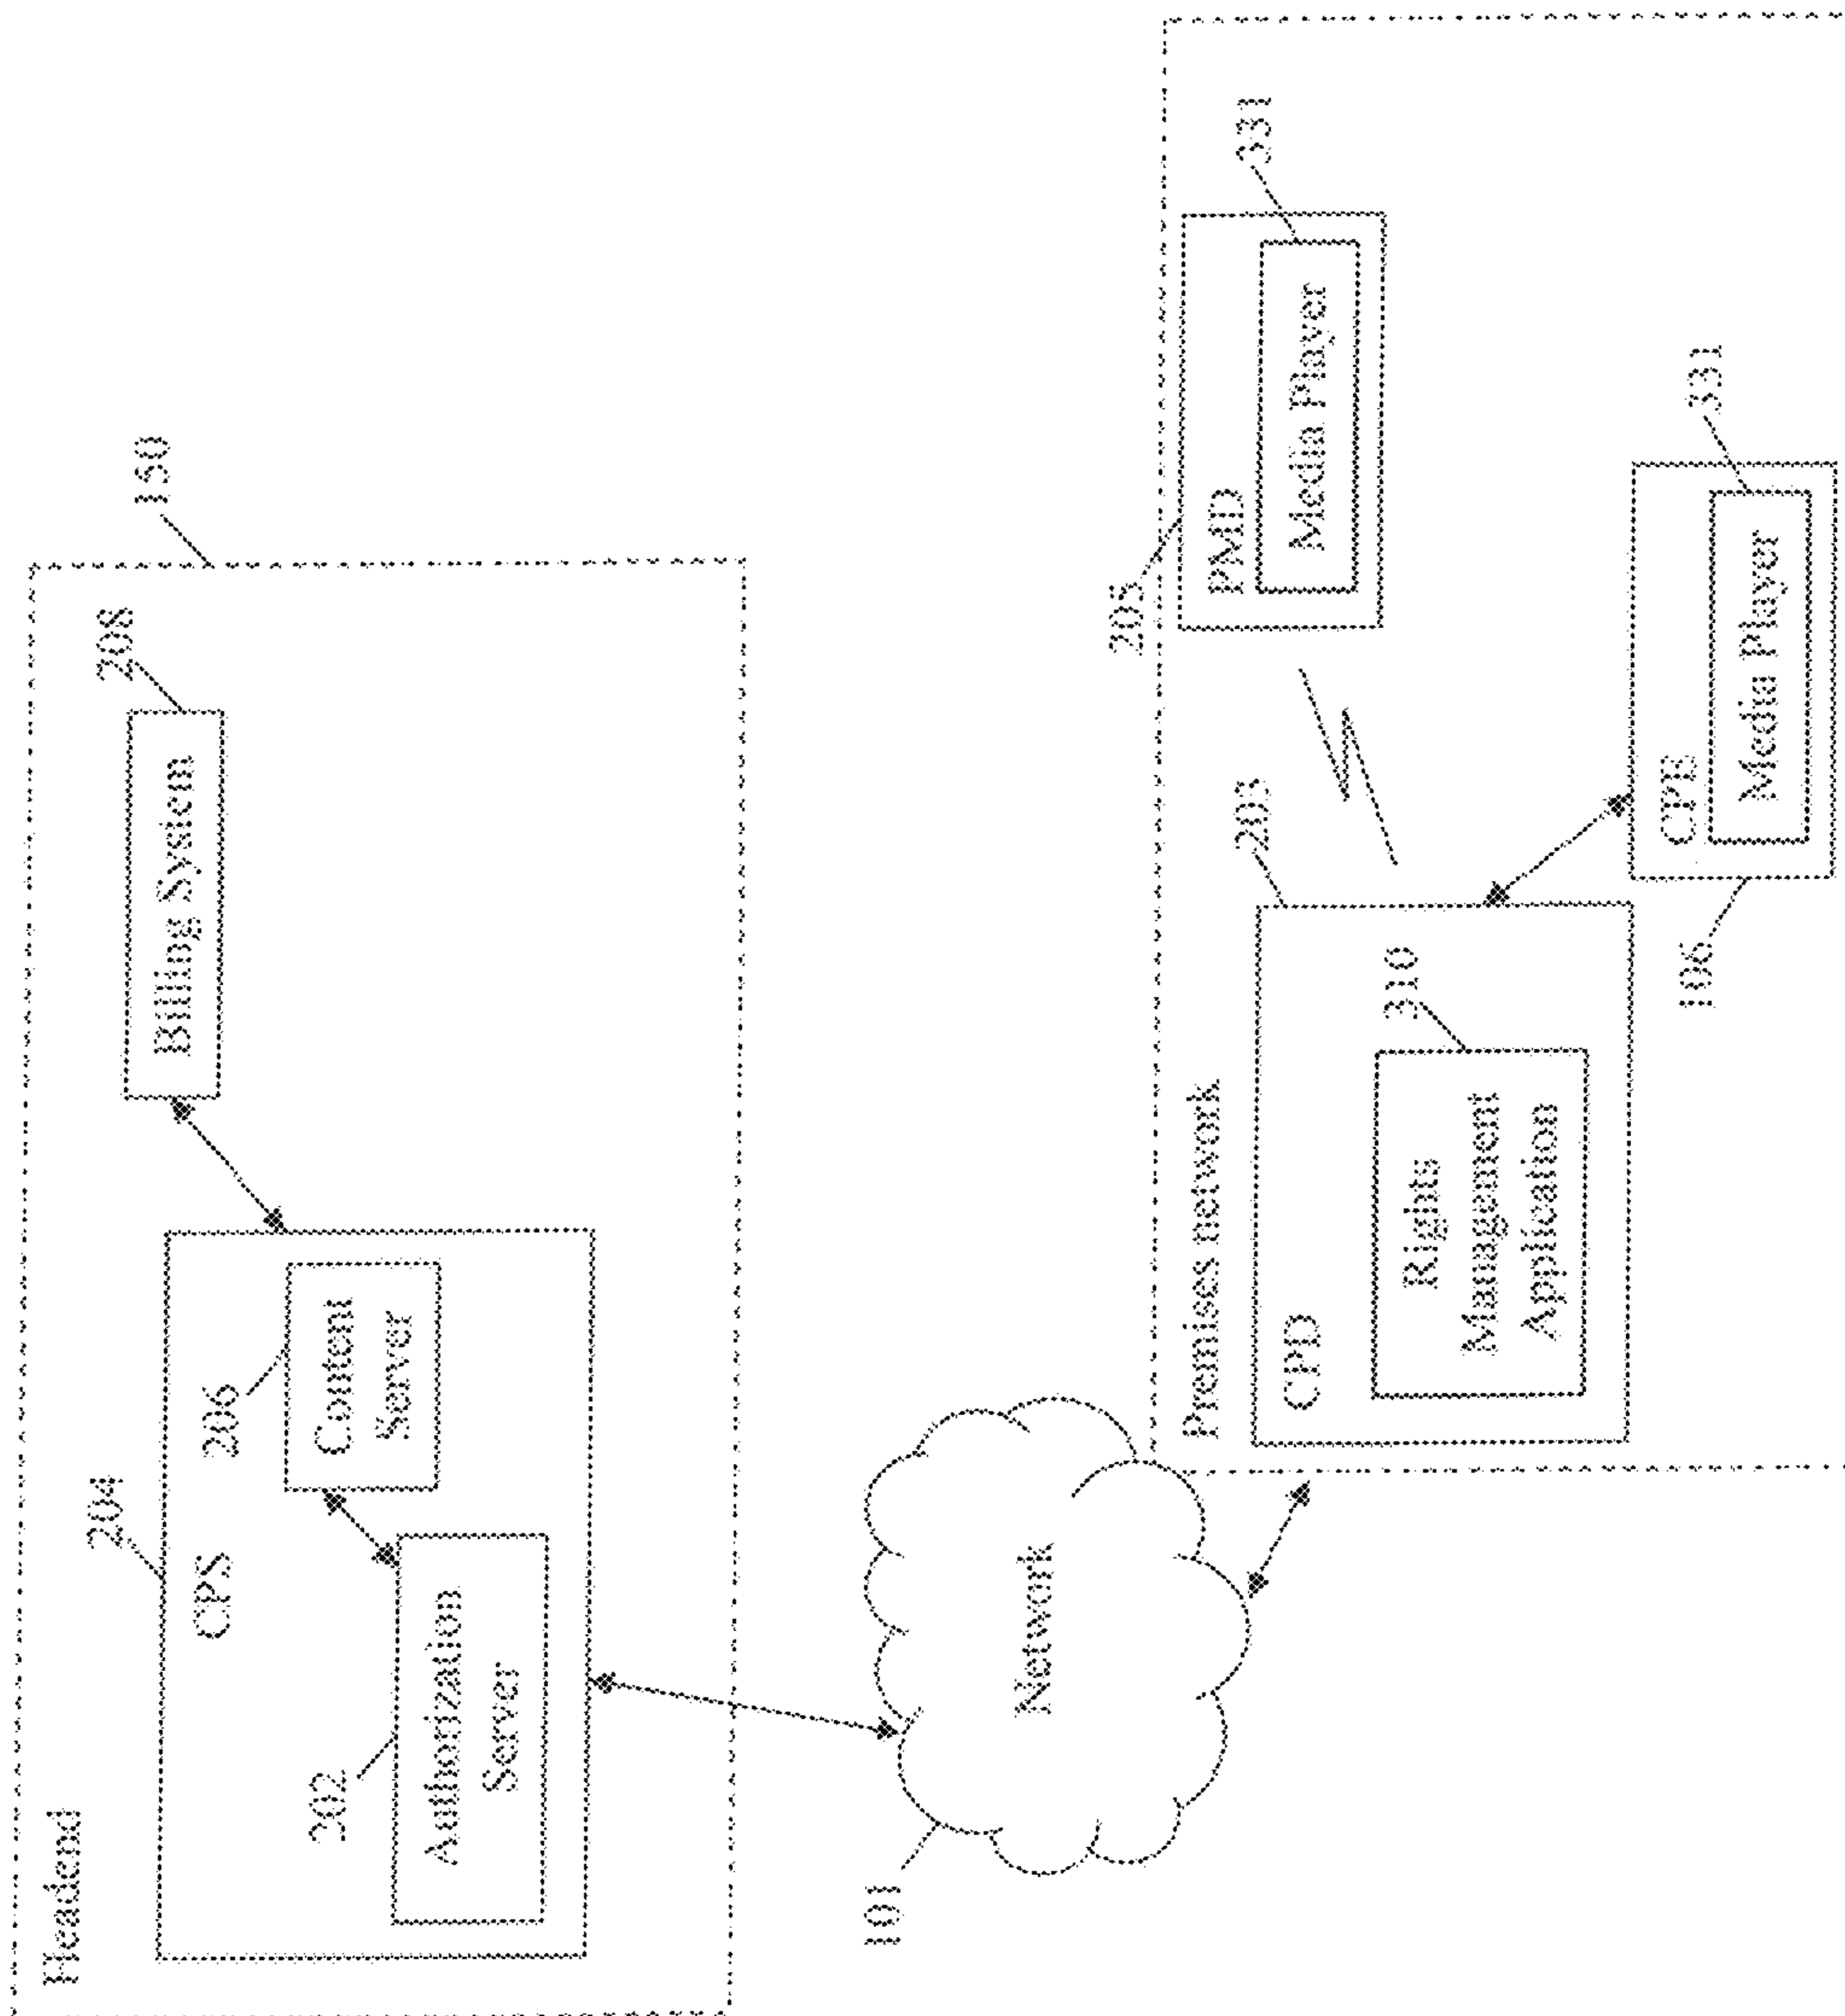 Headend
150
204
CPS
206
Content
Server
202
Authorization
Server
208
Billing System
101
Network
Premises network
203
CPD
310
Rights
Management
Application
205
PMD
331
Media Player
106
CPE
331
Media Player